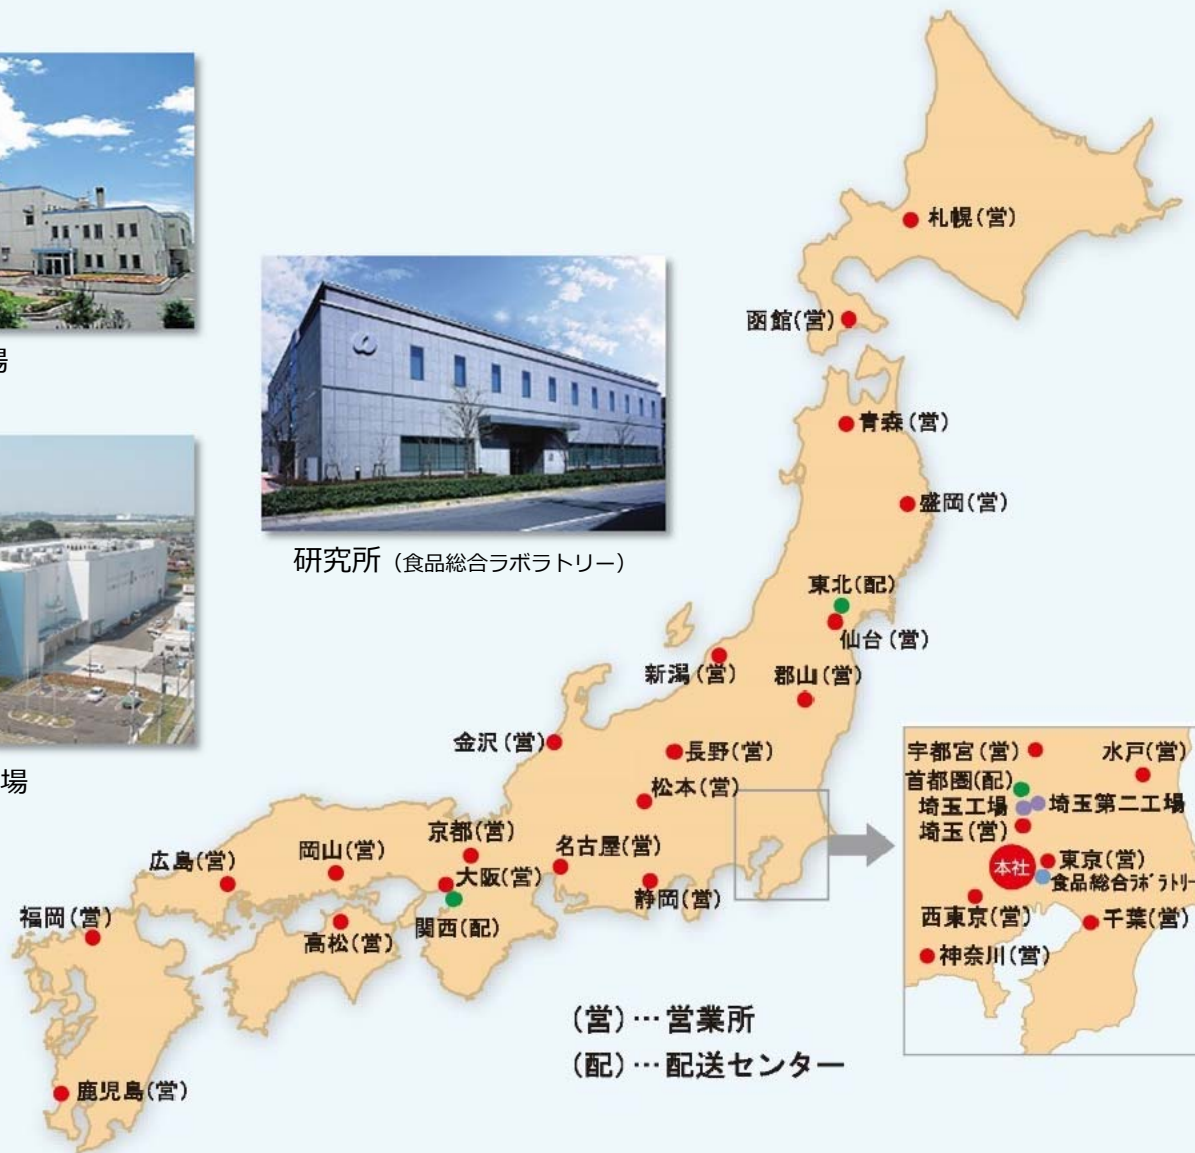 札幌(営)
函館(営)
場
青森(営)
盛岡(営)
研究所(食品総合ラボラトリー)
東北(配)
仙台(営)
新潟(営)
郡山(営)
金沢(営)
長野(営)
場
松本(営)
京都(営)
名古屋(営)
岡山(営)
広島(営)
大阪(営)
静岡(営)
福岡(営)
関西(配)
高松(営)
鹿児島(営)
宇都宮(営)
水戸(営)
首都圏(配)
埼玉工場
埼玉第二工場
埼玉(営)
本社
東京(営)
食品総合ラボラトリー
西東京(営)
千葉(営)
神奈川(営)
(営)…営業所
(配)…配送センター